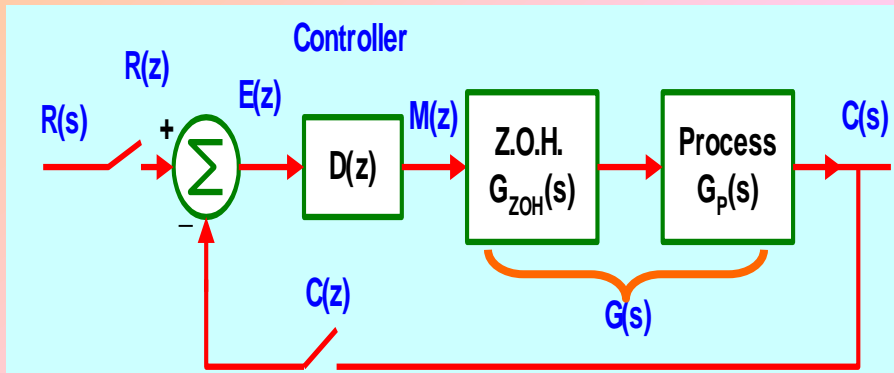 Controller
R(z)
E(z)
M(z)
C(s)
R(s)
+
Σ
D(z)
Z.O.H.
G_ZOH(s)
Process
G_P(s)
−
C(z)
G(s)